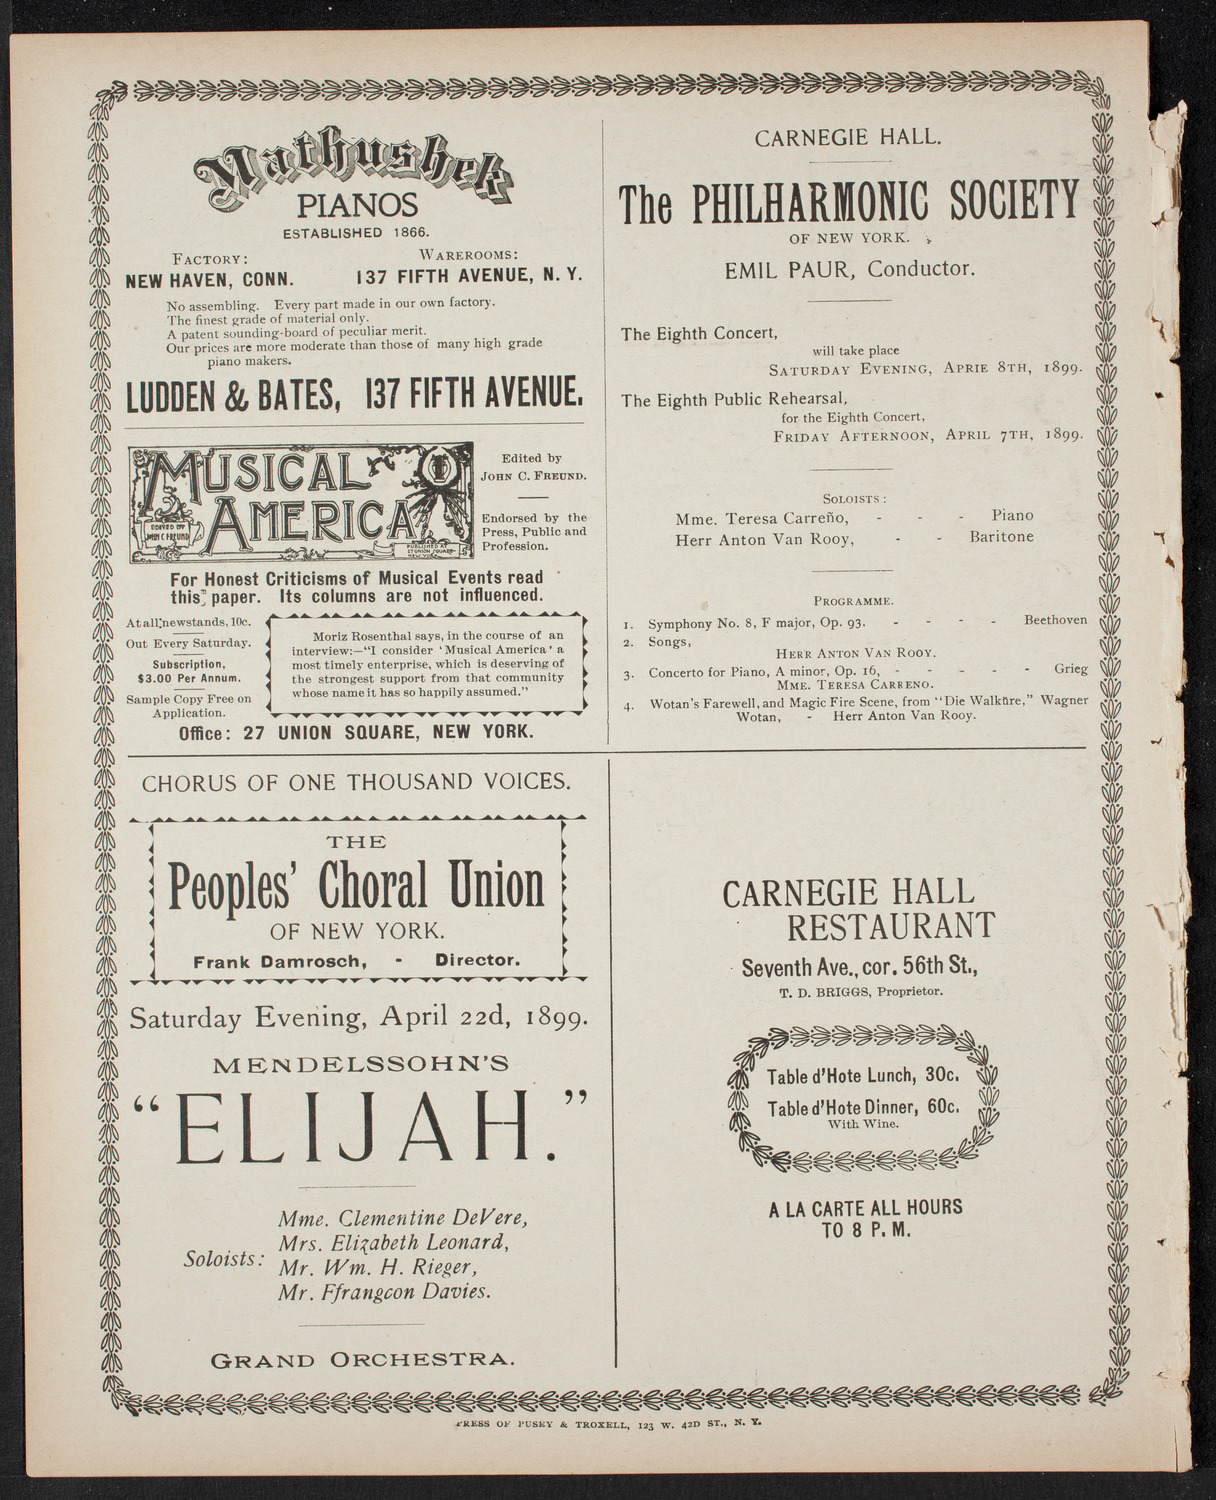 Mathushek
PIANOS
ESTABLISHED 1866.
FACTORY:
NEW HAVEN, CONN.
WAREROOMS:
137 FIFTH AVENUE, N. Y.
No assembling. Every part made in our own factory.
The finest grade of material only.
A patent sounding-board of peculiar merit.
Our prices are more moderate than those of many high grade
piano makers.
LUDDEN & BATES, 137 FIFTH AVENUE.
MUSICAL
AMERICA
EDITED BY
JOHN C FREUND
PUBLISHED AT
27 UNION SQUARE
NEW YORK
Edited by
JOHN C. FREUND.
Endorsed by the
Press, Public and
Profession.
For Honest Criticisms of Musical Events read
this paper. Its columns are not influenced.
At all newstands, 10c.
Out Every Saturday.
Subscription,
$3.00 Per Annum.
Sample Copy Free on
Application.
Moriz Rosenthal says, in the course of an
interview:—"I consider 'Musical America' a
most timely enterprise, which is deserving of
the strongest support from that community
whose name it has so happily assumed."
Office: 27 UNION SQUARE, NEW YORK.
CARNEGIE HALL.
The PHILHARMONIC SOCIETY
OF NEW YORK.
EMIL PAUR, Conductor.
The Eighth Concert,
will take place
SATURDAY EVENING, APRIE 8TH, 1899.
The Eighth Public Rehearsal,
for the Eighth Concert,
FRIDAY AFTERNOON, APRIL 7TH, 1899.
SOLOISTS:
Mme. Teresa Carreño, - - - Piano
Herr Anton Van Rooy, - - Baritone
PROGRAMME.
1. Symphony No. 8, F major, Op. 93. - - - - Beethoven
2. Songs,
HERR ANTON VAN ROOY.
3. Concerto for Piano, A minor, Op. 16, - - - - - Grieg
MME. TERESA CARRENO.
4. Wotan's Farewell, and Magic Fire Scene, from "Die Walküre," Wagner
Wotan, - Herr Anton Van Rooy.
CHORUS OF ONE THOUSAND VOICES.
THE
Peoples' Choral Union
OF NEW YORK.
Frank Damrosch, - Director.
Saturday Evening, April 22d, 1899.
MENDELSSOHN'S
"ELIJAH."
Soloists:
Mme. Clementine DeVere,
Mrs. Elizabeth Leonard,
Mr. Wm. H. Rieger,
Mr. Ffrangcon Davies.
GRAND ORCHESTRA.
CARNEGIE HALL
RESTAURANT
Seventh Ave., cor. 56th St.,
T. D. BRIGGS, Proprietor.
Table d'Hote Lunch, 30c.
Table d'Hote Dinner, 60c.
With Wine.
A LA CARTE ALL HOURS
TO 8 P. M.
PRESS OF PUSEY & TROXELL, 123 W. 42D ST., N. Y.